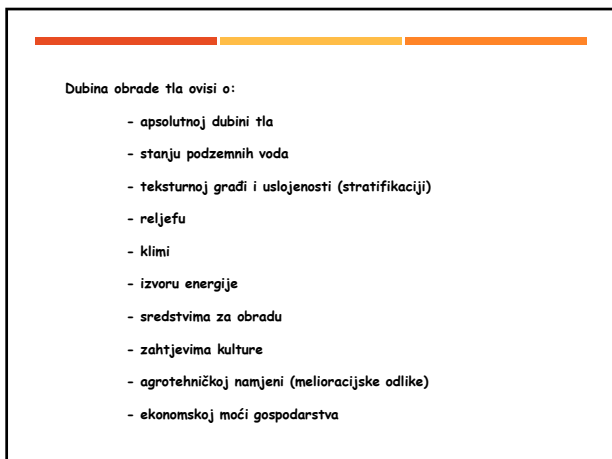 Dubina obrade tla ovisi o:
- apsolutnoj dubini tla
- stanju podzemnih voda
- teksturnoj građi i uslojenosti (stratifikaciji)
- reljefu
- klimi
- izvoru energije
- sredstvima za obradu
- zahtjevima kulture
- agrotehničkoj namjeni (melioracijske odlike)
- ekonomskoj moći gospodarstva